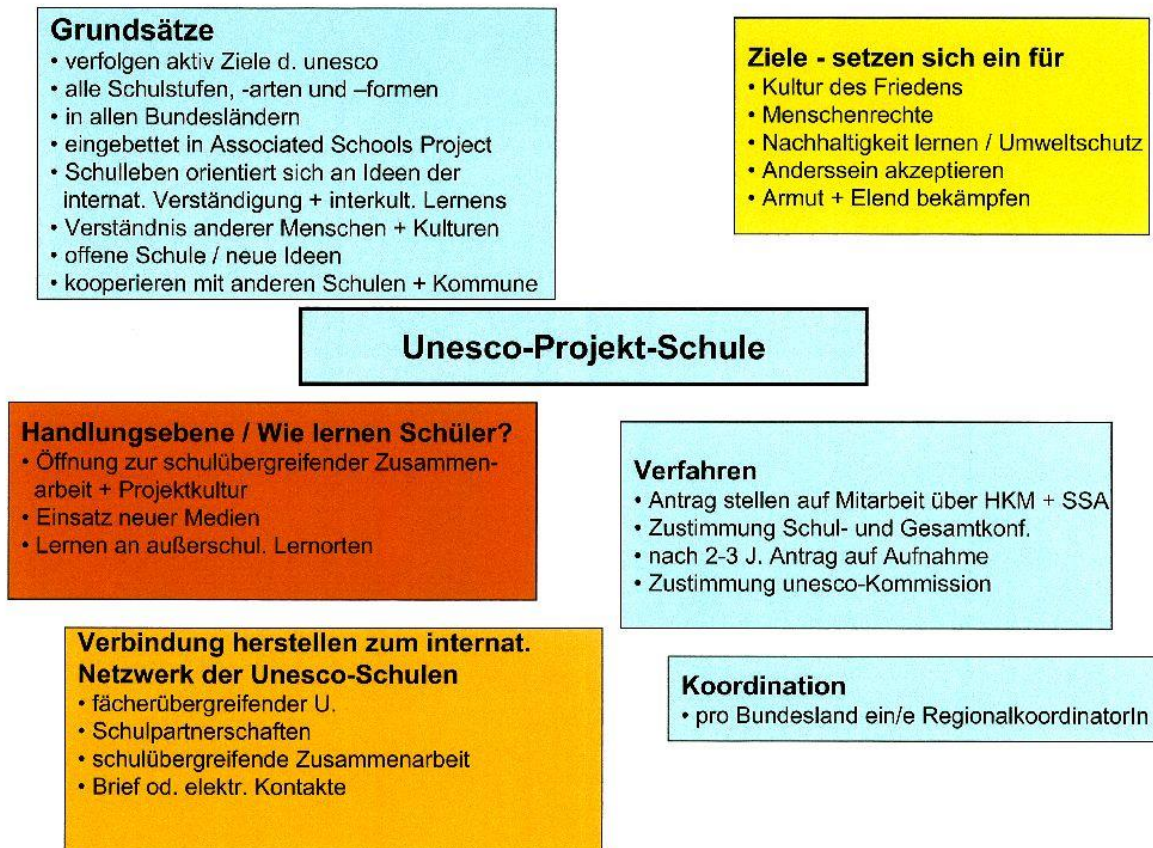 Grundsätze
• verfolgen aktiv Ziele d. unesco
• alle Schulstufen, -arten und –formen
• in allen Bundesländern
• eingebettet in Associated Schools Project
• Schulleben orientiert sich an Ideen der
internat. Verständigung + interkult. Lernens
• Verständnis anderer Menschen + Kulturen
• offene Schule / neue Ideen
• kooperieren mit anderen Schulen + Kommune
Ziele - setzen sich ein für
• Kultur des Friedens
• Menschenrechte
• Nachhaltigkeit lernen / Umweltschutz
• Anderssein akzeptieren
• Armut + Elend bekämpfen
Unesco-Projekt-Schule
Handlungsebene / Wie lernen Schüler?
• Öffnung zur schulübergreifender Zusammen-
arbeit + Projektkultur
• Einsatz neuer Medien
• Lernen an außerschul. Lernorten
Verfahren
• Antrag stellen auf Mitarbeit über HKM + SSA
• Zustimmung Schul- und Gesamtkonf.
• nach 2-3 J. Antrag auf Aufnahme
• Zustimmung unesco-Kommission
Verbindung herstellen zum internat.
Netzwerk der Unesco-Schulen
• fächerübergreifender U.
• Schulpartnerschaften
• schulübergreifende Zusammenarbeit
• Brief od. elektr. Kontakte
Koordination
• pro Bundesland ein/e RegionalkoordinatorIn